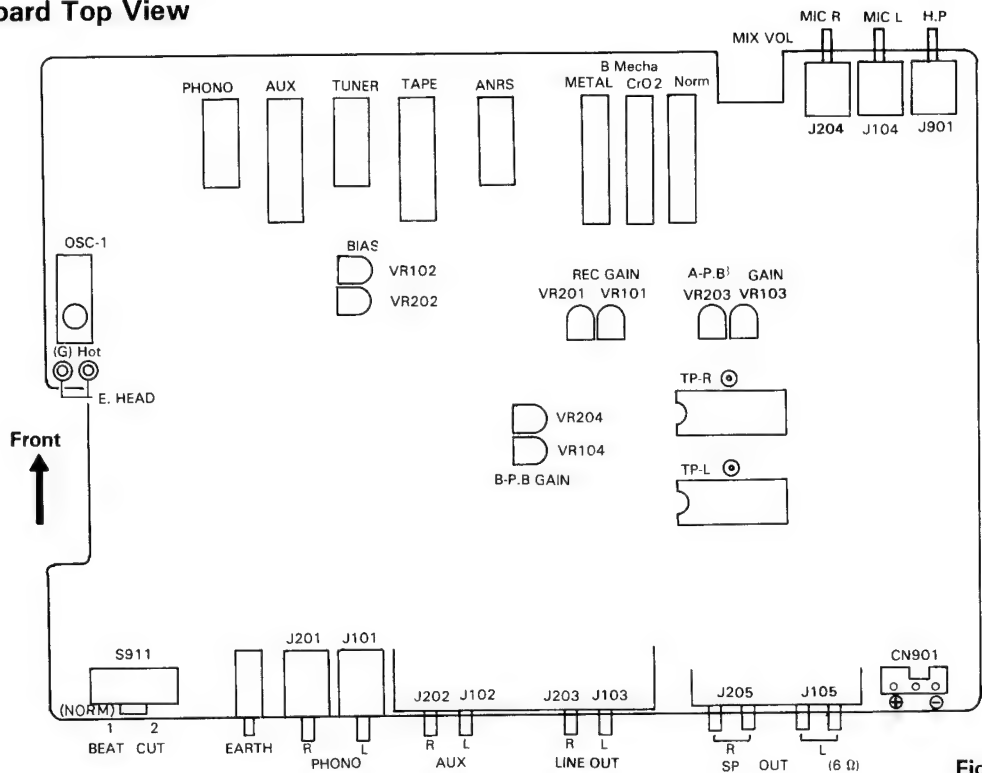 oard Top View
MIC R MIC L H.P
MIX VOL
B Mecha
PHONO AUX TUNER TAPE ANRS METAL CrO2 Norm
J204 J104 J901
OSC-1
BIAS
VR102
VR202
REC GAIN A-P.B GAIN
VR201 VR101 VR203 VR103
(G) Hot
E. HEAD
TP-R
Front
VR204
VR104
B-P.B GAIN
TP-L
J201 J101
S911
CN901
J202 J102 J203 J103 J205 J105
(NORM)
1 2
⊕ ⊖
BEAT CUT EARTH R L R L R L R L
PHONO AUX LINE OUT SP OUT (6 Ω)
Fig